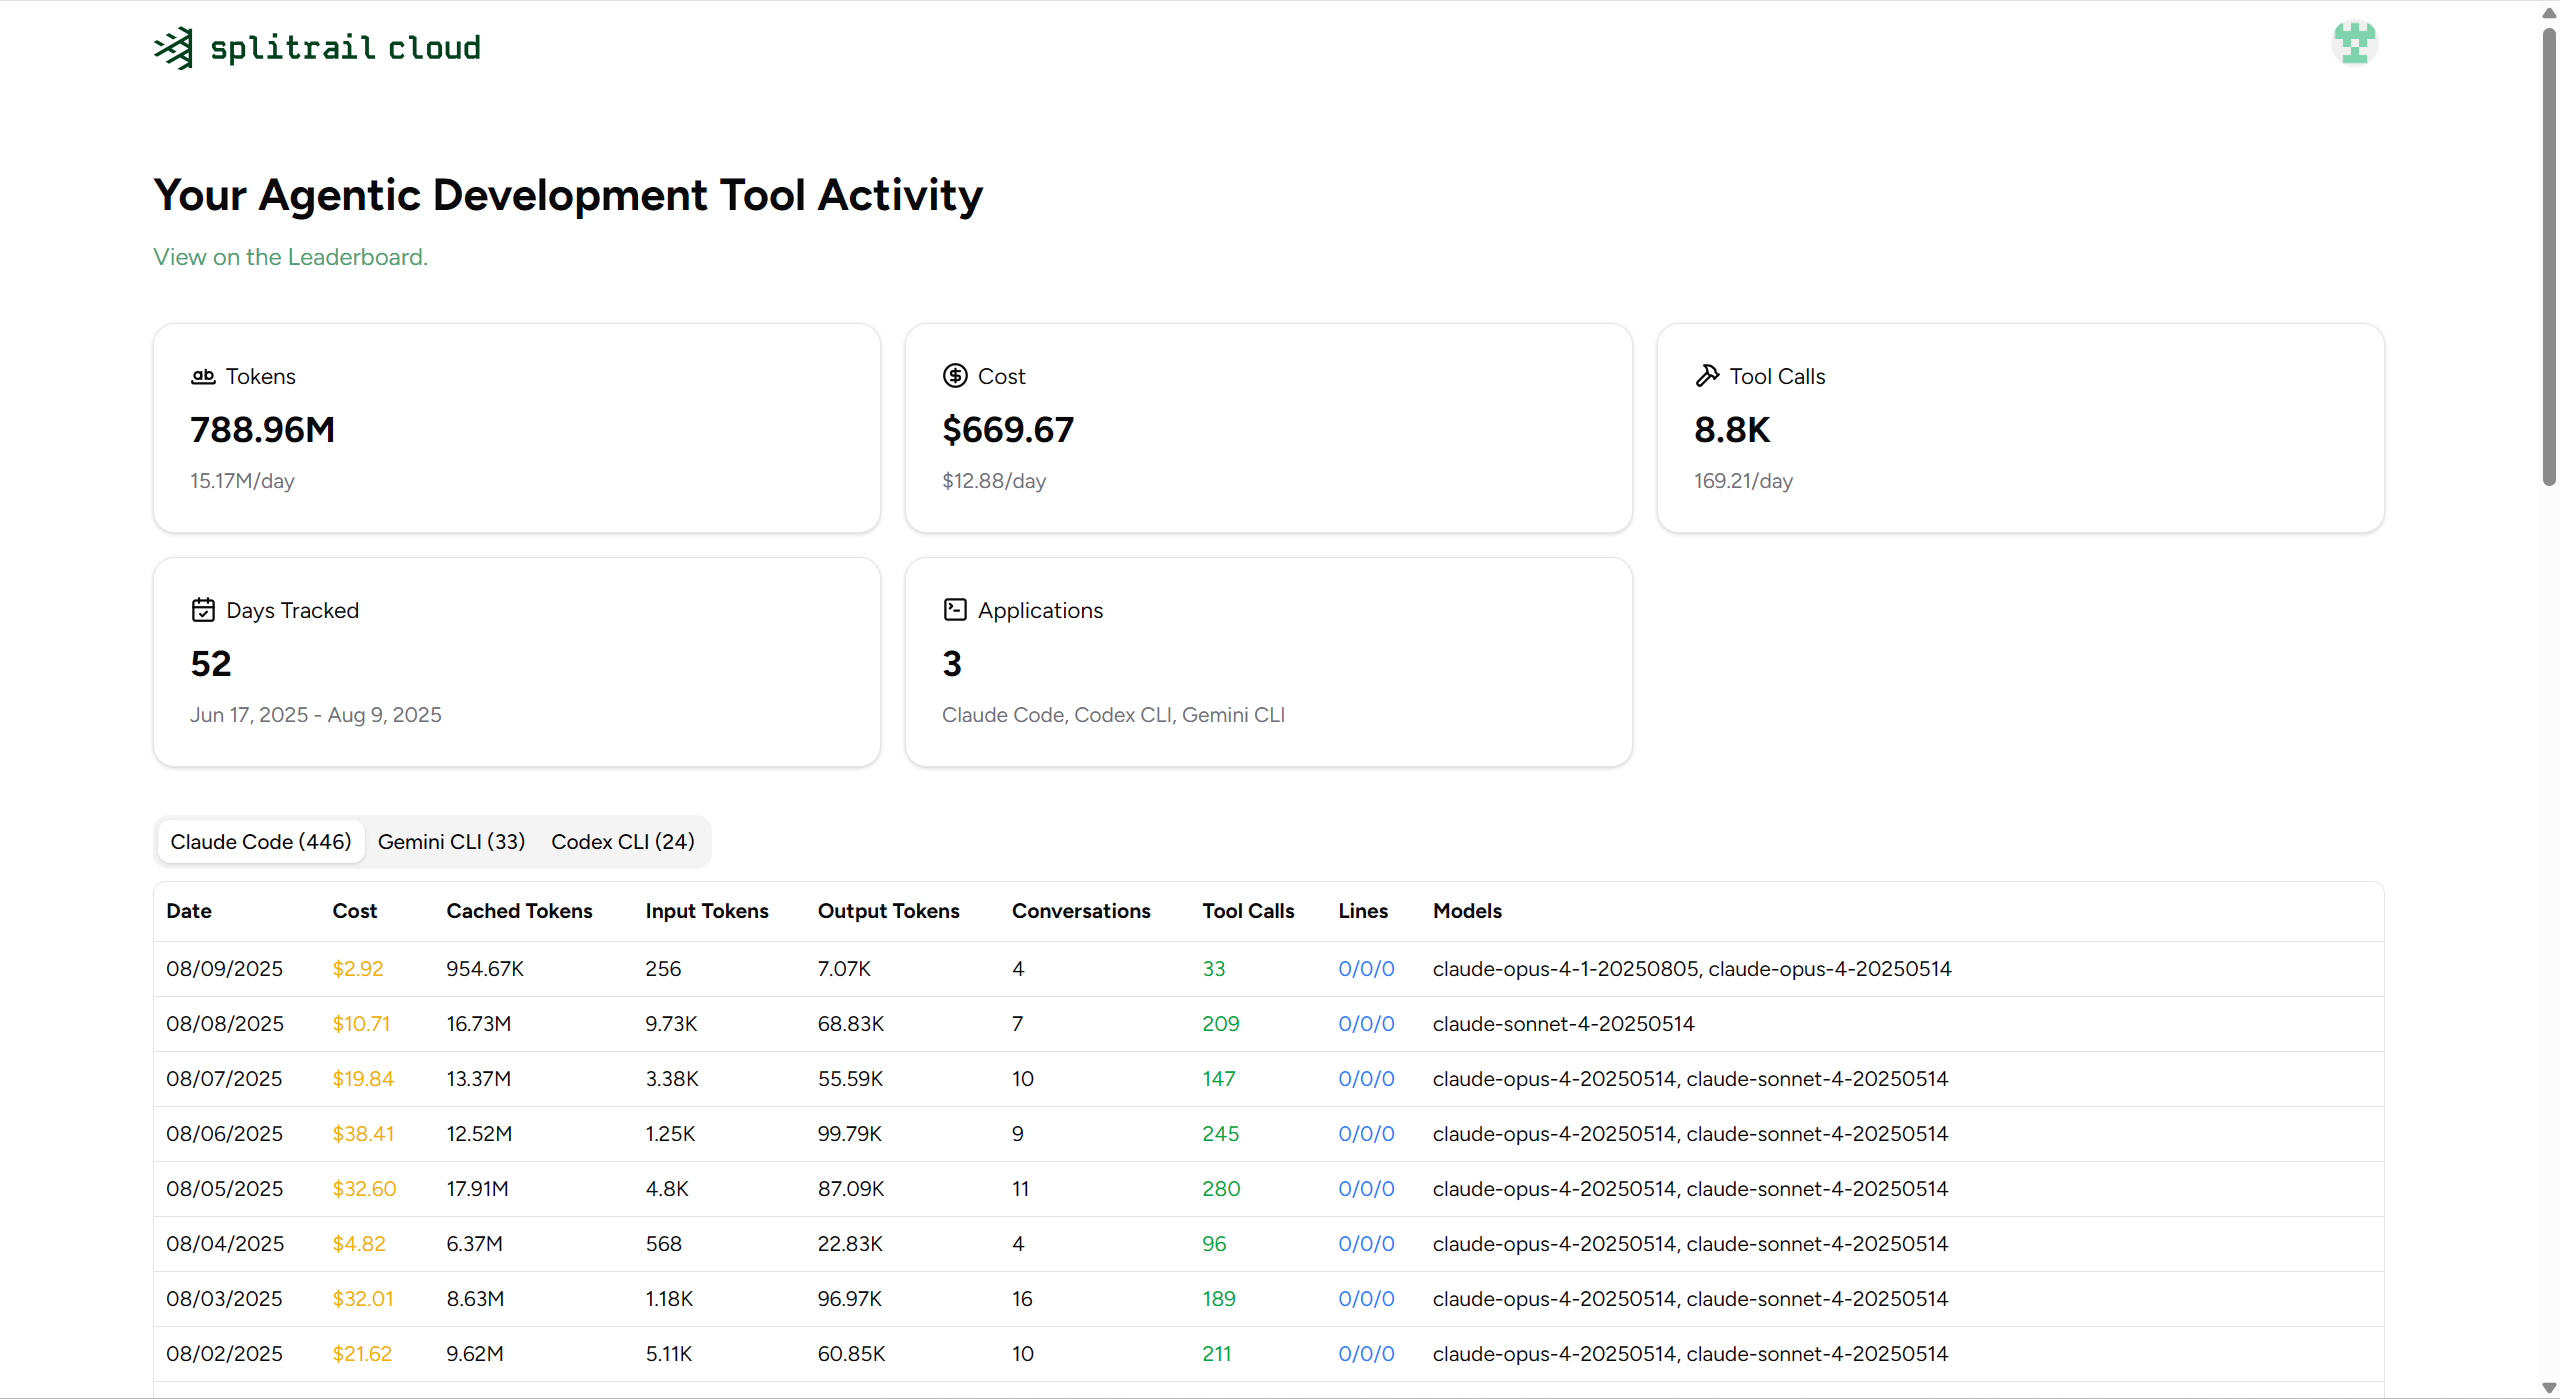 splitrail cloud
Your Agentic Development Tool Activity
View on the Leaderboard.
Tokens
788.96M
15.17M/day
Cost
$669.67
$12.88/day
Tool Calls
8.8K
169.21/day
Days Tracked
52
Jun 17, 2025 - Aug 9, 2025
Applications
3
Claude Code, Codex CLI, Gemini CLI
Claude Code (446) Gemini CLI (33) Codex CLI (24)
Date Cost Cached Tokens Input Tokens Output Tokens Conversations Tool Calls Lines Models
08/09/2025 $2.92 954.67K 256 7.07K 4 33 0/0/0 claude-opus-4-1-20250805, claude-opus-4-20250514
08/08/2025 $10.71 16.73M 9.73K 68.83K 7 209 0/0/0 claude-sonnet-4-20250514
08/07/2025 $19.84 13.37M 3.38K 55.59K 10 147 0/0/0 claude-opus-4-20250514, claude-sonnet-4-20250514
08/06/2025 $38.41 12.52M 1.25K 99.79K 9 245 0/0/0 claude-opus-4-20250514, claude-sonnet-4-20250514
08/05/2025 $32.60 17.91M 4.8K 87.09K 11 280 0/0/0 claude-opus-4-20250514, claude-sonnet-4-20250514
08/04/2025 $4.82 6.37M 568 22.83K 4 96 0/0/0 claude-opus-4-20250514, claude-sonnet-4-20250514
08/03/2025 $32.01 8.63M 1.18K 96.97K 16 189 0/0/0 claude-opus-4-20250514, claude-sonnet-4-20250514
08/02/2025 $21.62 9.62M 5.11K 60.85K 10 211 0/0/0 claude-opus-4-20250514, claude-sonnet-4-20250514